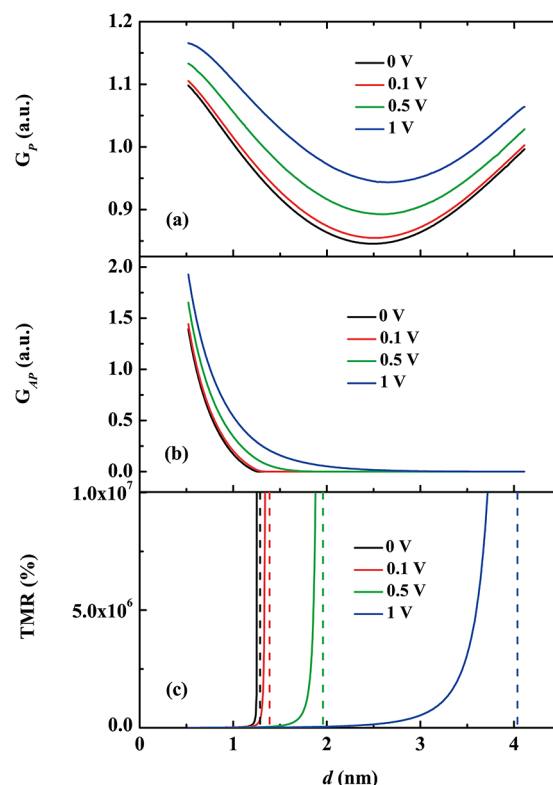 1.2
1.1
1.0
0.9
G_P (a.u.)
0 V
0.1 V
0.5 V
1 V
(a)
2.0
1.5
1.0
0.5
0.0
G_AP (a.u.)
0 V
0.1 V
0.5 V
1 V
(b)
1.0x10^7
5.0x10^6
0.0
TMR (%)
0 V
0.1 V
0.5 V
1 V
(c)
0 1 2 3 4
d (nm)